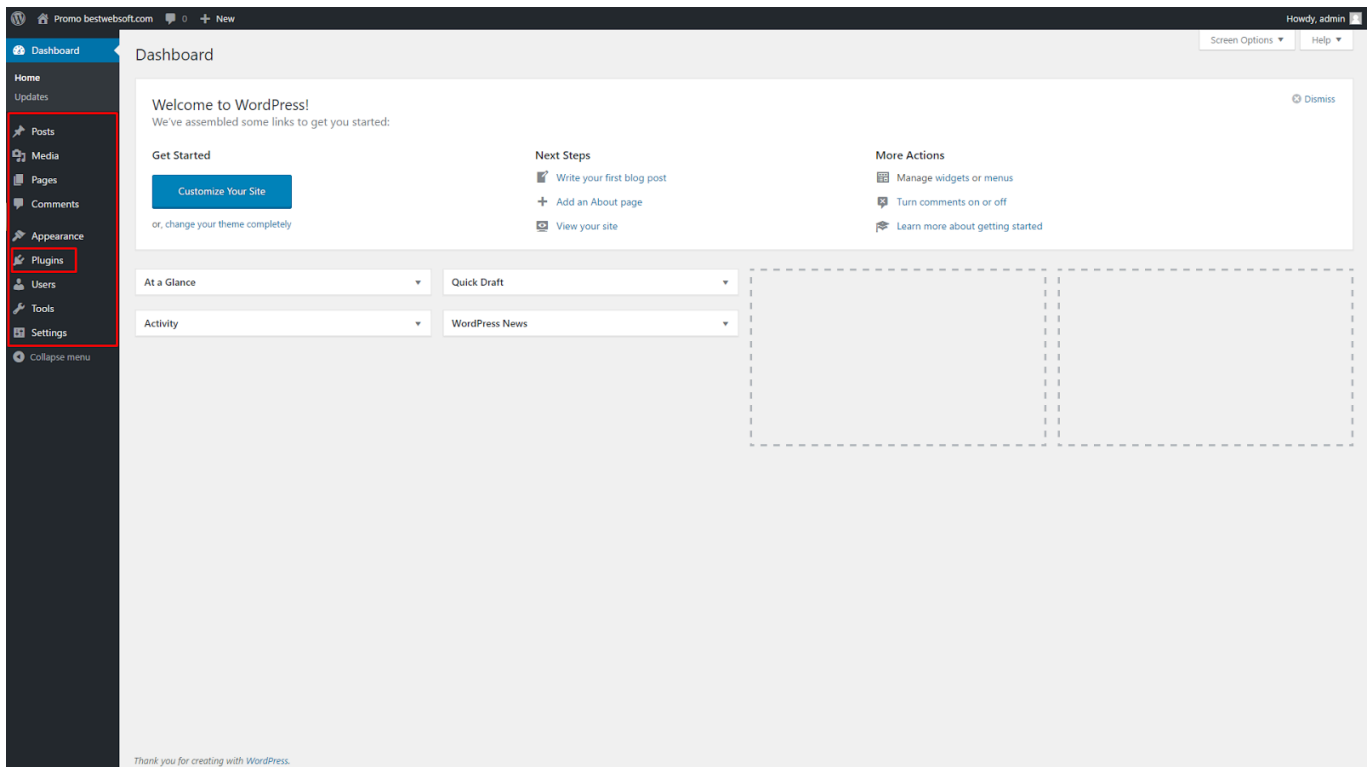 Promo bestwebsoft.com 0 New Howdy, admin
Screen Options Help
Dashboard
Home
Updates
Posts
Media
Pages
Comments
Appearance
Plugins
Users
Tools
Settings
Collapse menu
Dashboard
Welcome to WordPress!
Dismiss
We've assembled some links to get you started:
Get Started
Customize Your Site
or, change your theme completely
Next Steps
Write your first blog post
Add an About page
View your site
More Actions
Manage widgets or menus
Turn comments on or off
Learn more about getting started
At a Glance
Activity
Quick Draft
WordPress News
Thank you for creating with WordPress.